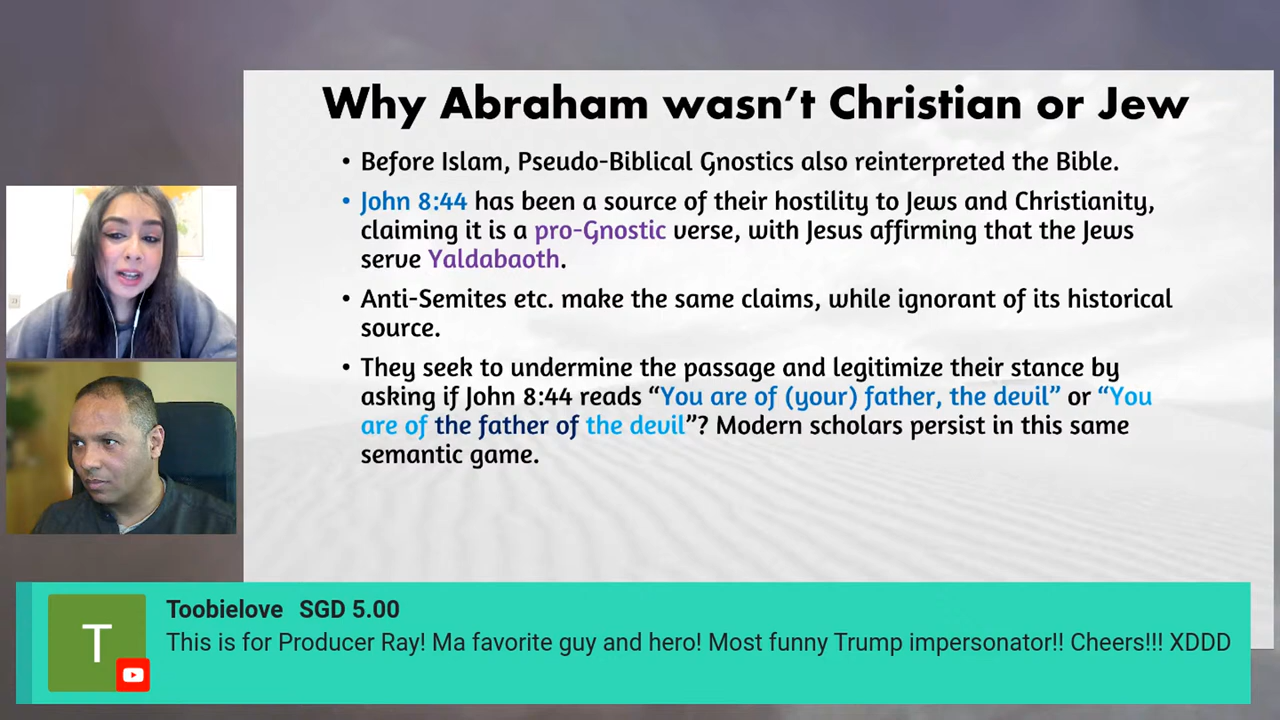 Why Abraham wasn't Christian or Jew
• Before Islam, Pseudo-Biblical Gnostics also reinterpreted the Bible.
• John 8:44 has been a source of their hostility to Jews and Christianity,
claiming it is a pro-Gnostic verse, with Jesus affirming that the Jews
serve Yaldabaoth.
• Anti-Semites etc. make the same claims, while ignorant of its historical
source.
• They seek to undermine the passage and legitimize their stance by
asking if John 8:44 reads “You are of (your) father, the devil” or “You
are of the father of the devil”? Modern scholars persist in this same
semantic game.
T
Toobielove SGD 5.00
This is for Producer Ray! Ma favorite guy and hero! Most funny Trump impersonator!! Cheers!!! XDDD